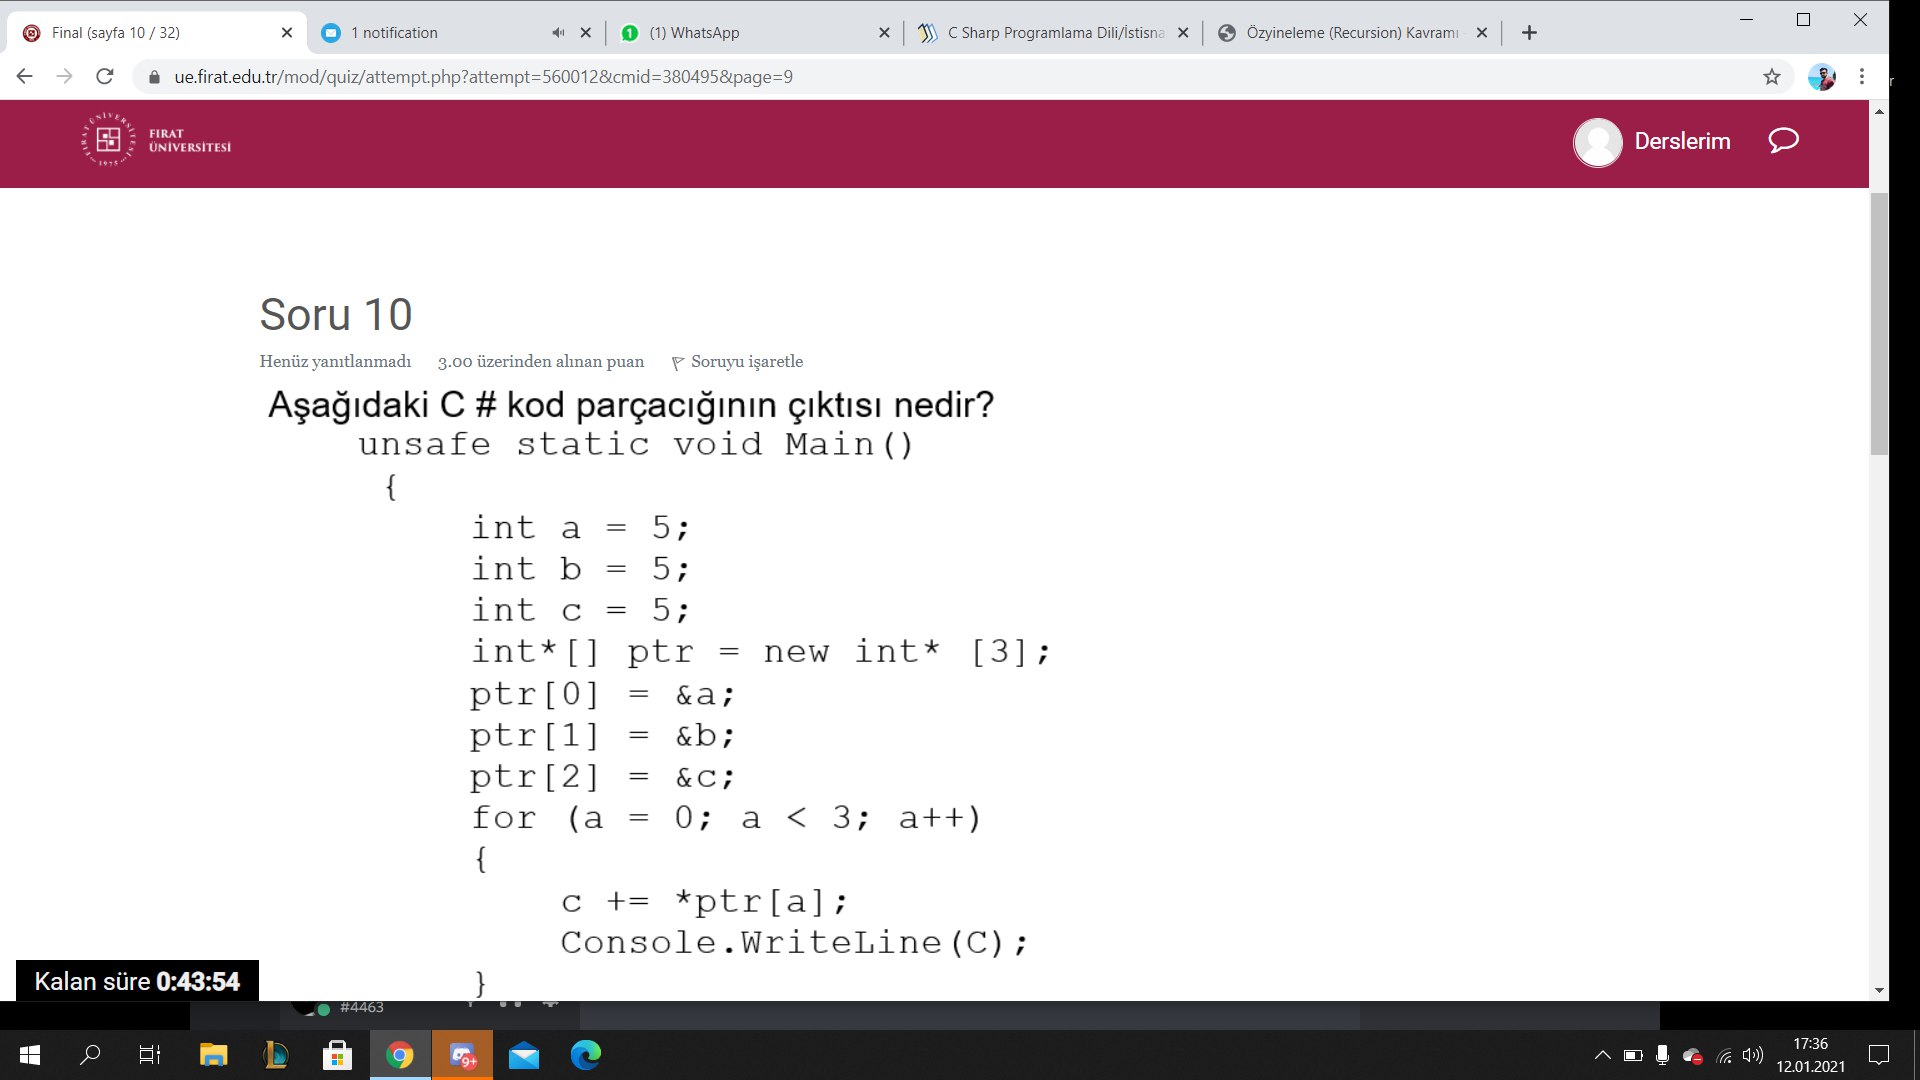 Final (sayfa 10 / 32)
1 notification
(1) WhatsApp
C Sharp Programlama Dili/İstisna
Özyineleme (Recursion) Kavramı
ue.firat.edu.tr/mod/quiz/attempt.php?attempt=560012&cmid=380495&page=9
FIRAT
ÜNİVERSİTESİ
Derslerim
Soru 10
Henüz yanıtlanmadı 3.00 üzerinden alınan puan Soruyu işaretle
Aşağıdaki C # kod parçacığının çıktısı nedir?
unsafe static void Main()
{
int a = 5;
int b = 5;
int c = 5;
int*[] ptr = new int* [3];
ptr[0] = &a;
ptr[1] = &b;
ptr[2] = &c;
for (a = 0; a < 3; a++)
{
c += *ptr[a];
Console.WriteLine(C);
}
Kalan süre 0:43:54
#4463
9+
17:36
12.01.2021